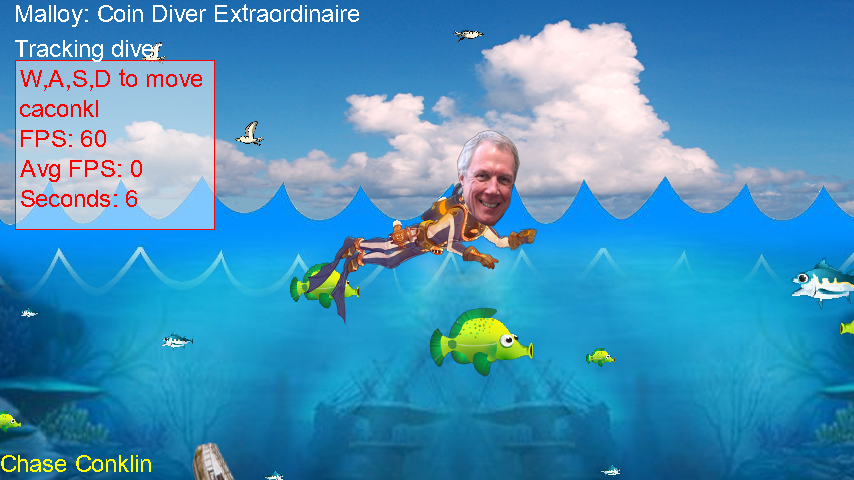 Malloy: Coin Diver Extraordinaire
Tracking diver
W,A,S,D to move
caconkl
FPS: 60
Avg FPS: 0
Seconds: 6
Chase Conklin